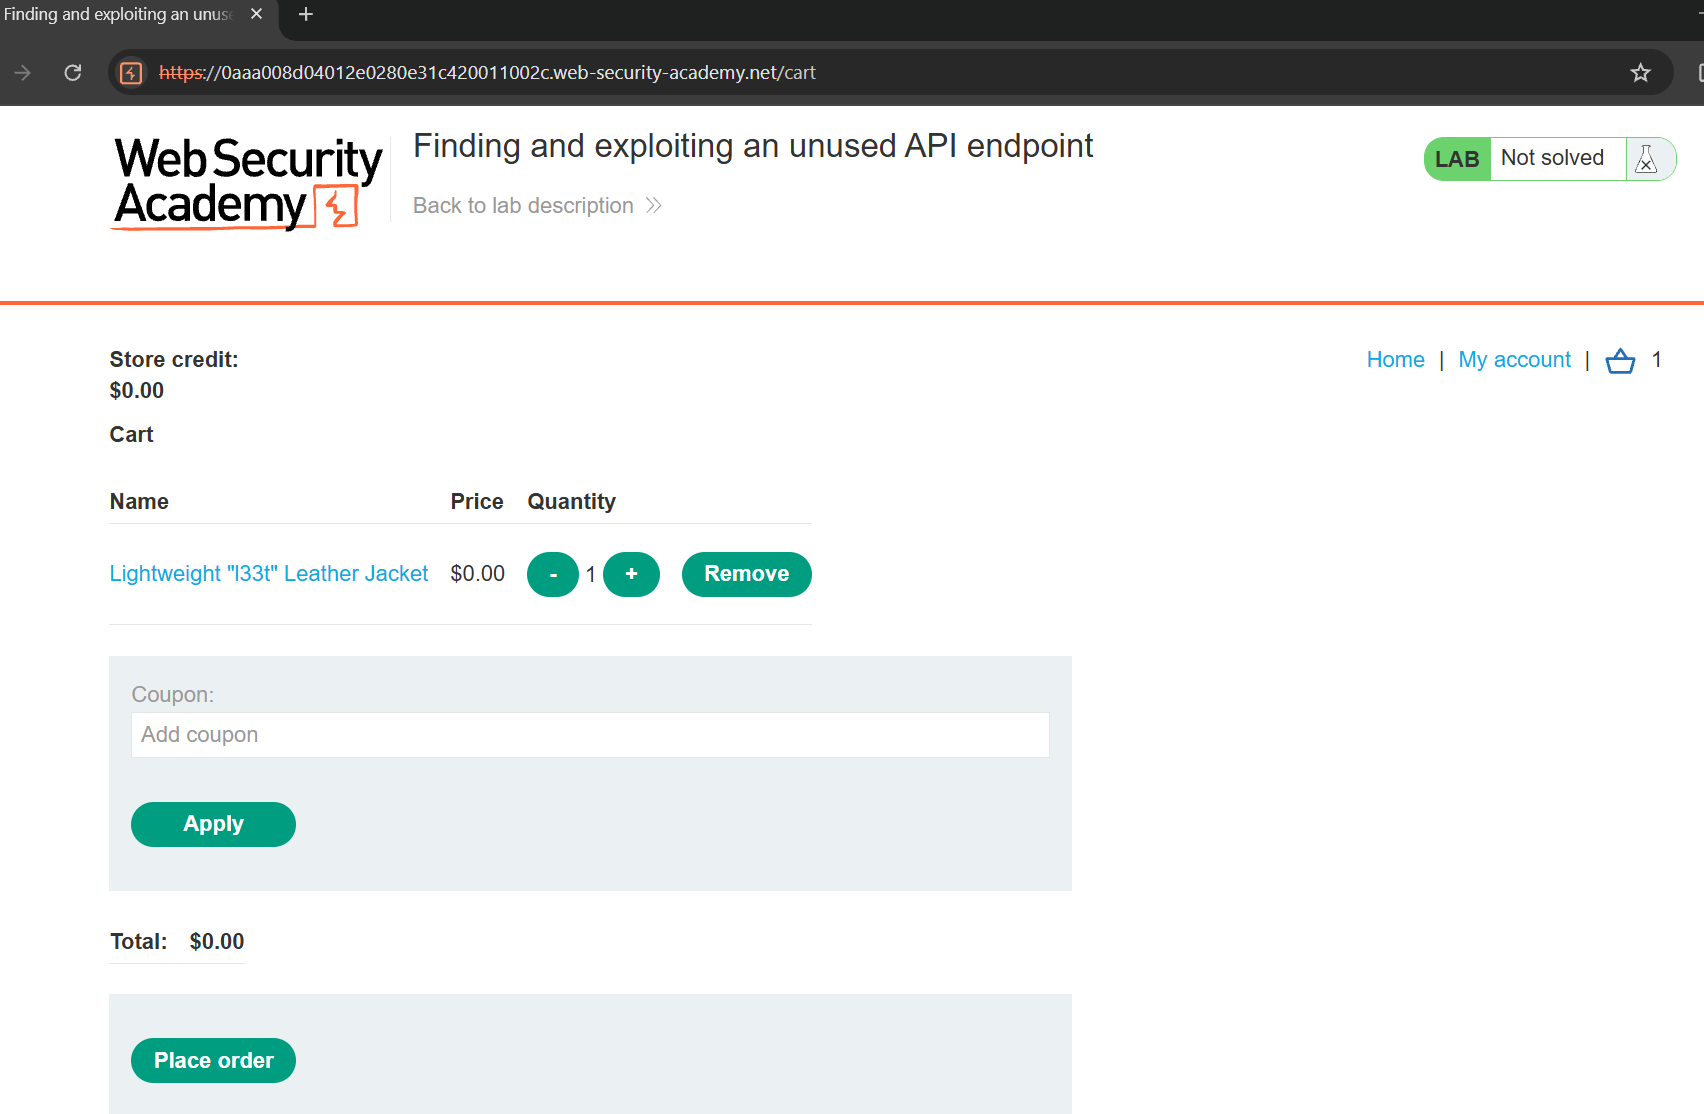 Finding and exploiting an unus
https://0aaa008d04012e0280e31c420011002c.web-security-academy.net/cart
Web Security
Academy
Finding and exploiting an unused API endpoint
Back to lab description
LAB Not solved
Store credit:
$0.00
Home | My account | 1
Cart
Name Price Quantity
Lightweight "l33t" Leather Jacket $0.00 - 1 + Remove
Coupon:
Add coupon
Apply
Total: $0.00
Place order